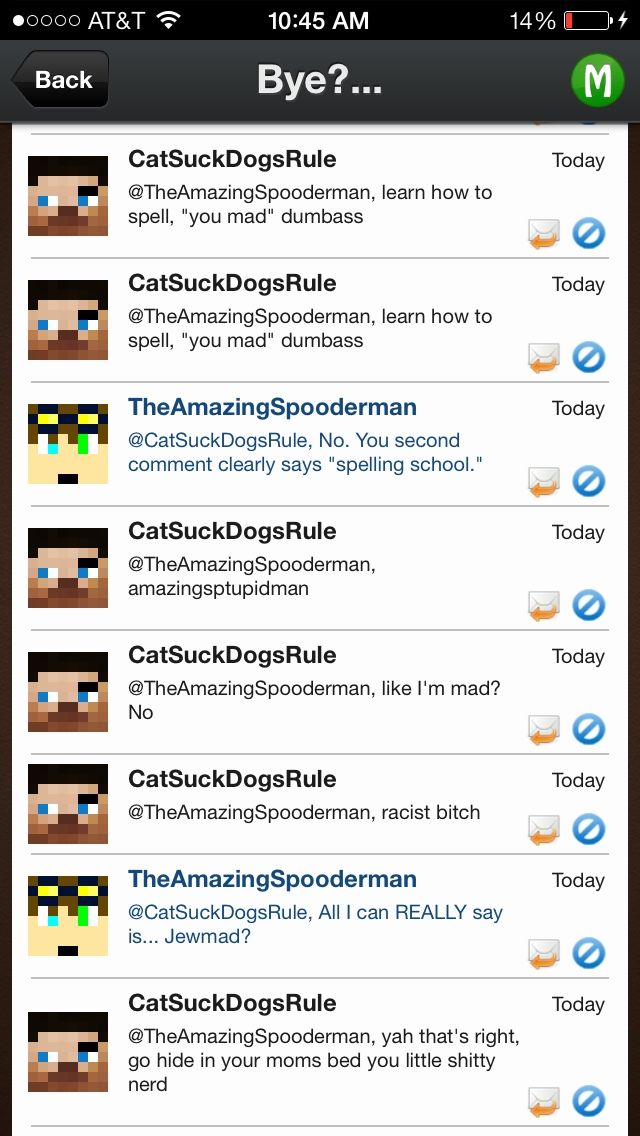 AT&T 10:45 AM 14%
Back Bye?... M
CatSuckDogsRule Today
@TheAmazingSpooderman, learn how to
spell, "you mad" dumbass
CatSuckDogsRule Today
@TheAmazingSpooderman, learn how to
spell, "you mad" dumbass
TheAmazingSpooderman Today
@CatSuckDogsRule, No. You second
comment clearly says "spelling school."
CatSuckDogsRule Today
@TheAmazingSpooderman,
amazingsptupidman
CatSuckDogsRule Today
@TheAmazingSpooderman, like I'm mad?
No
CatSuckDogsRule Today
@TheAmazingSpooderman, racist bitch
TheAmazingSpooderman Today
@CatSuckDogsRule, All I can REALLY say
is... Jewmad?
CatSuckDogsRule Today
@TheAmazingSpooderman, yah that's right,
go hide in your moms bed you little shitty
nerd